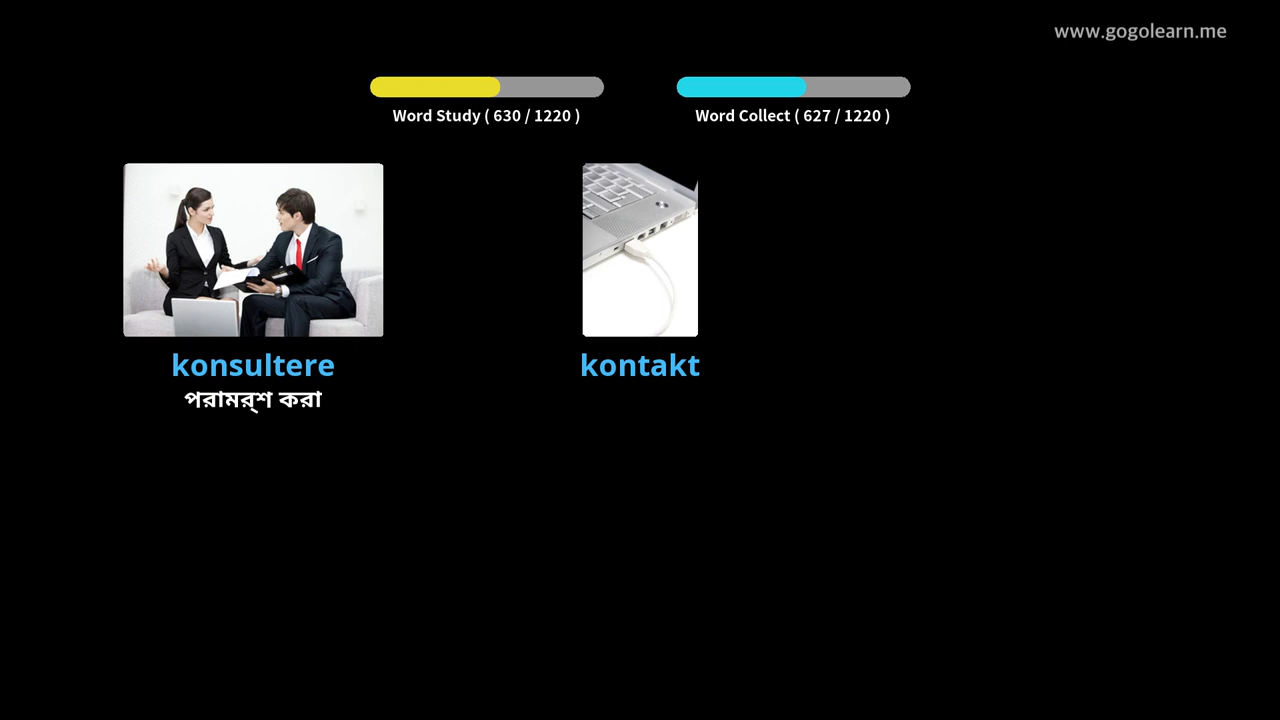 www.gogolearn.me
Word Study ( 630 / 1220 )
Word Collect ( 627 / 1220 )
konsultere
পরামর্শ করা
kontakt